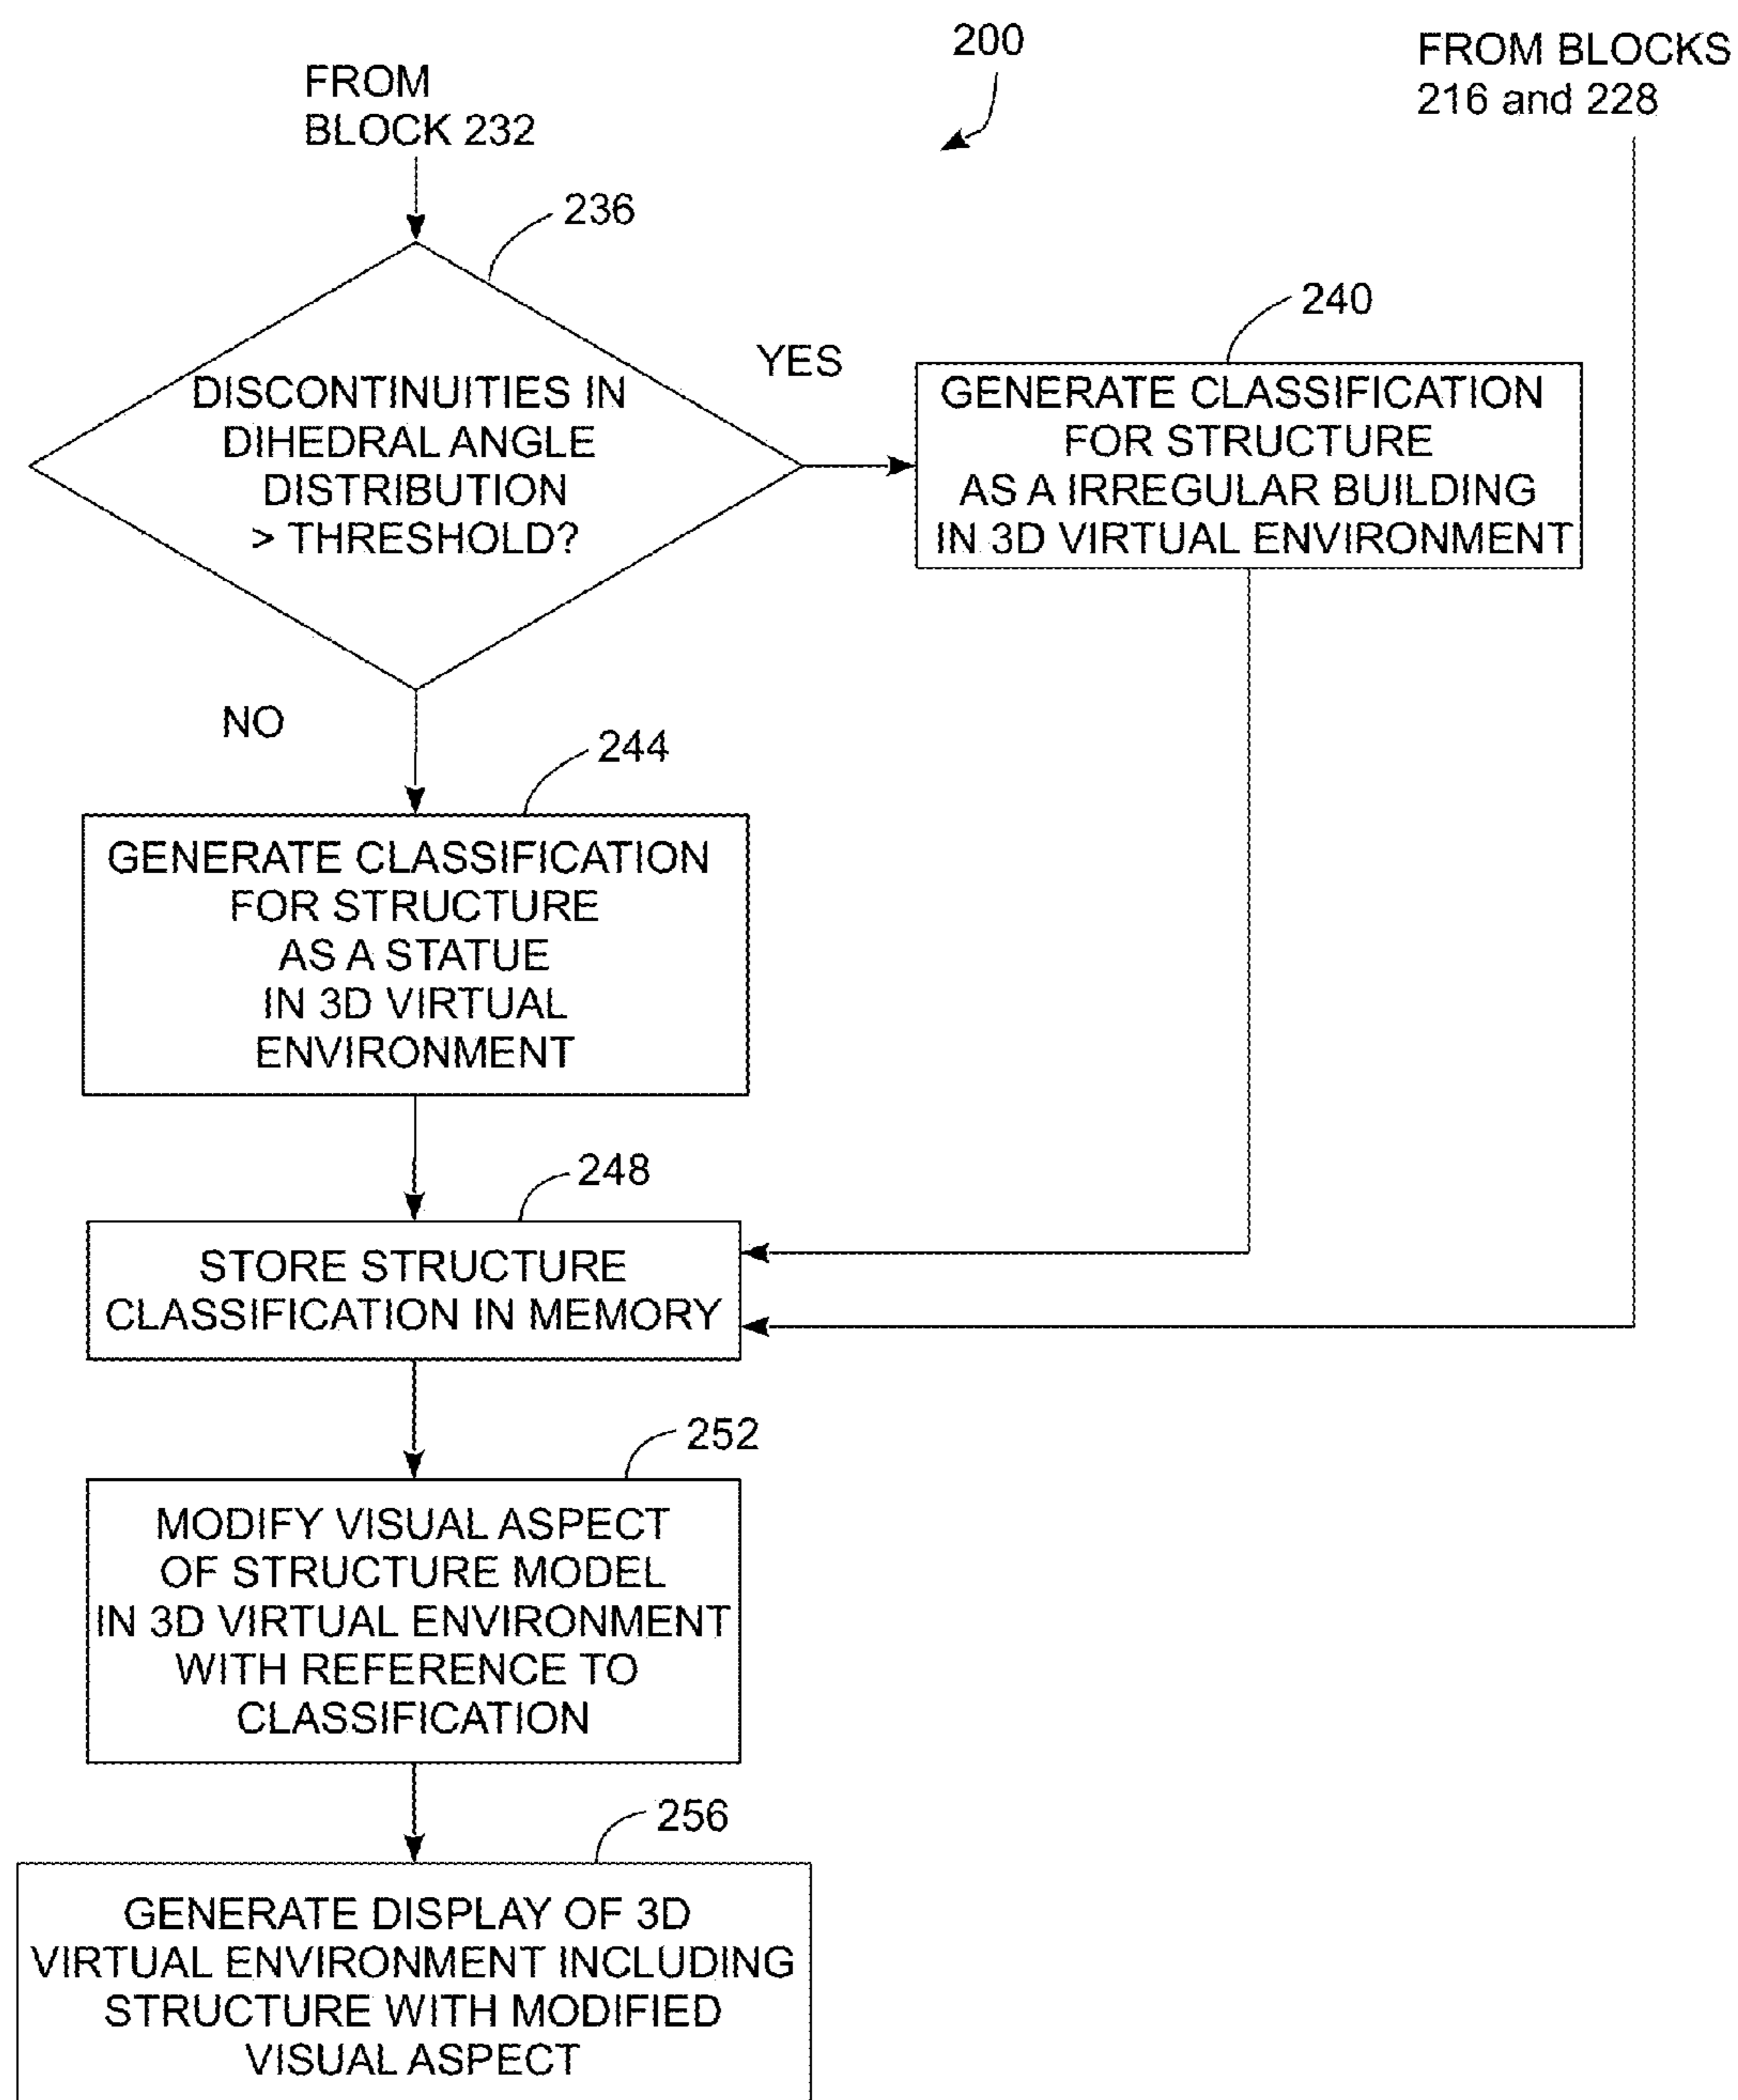 200
FROM BLOCKS
216 and 228
FROM
BLOCK 232
236
DISCONTINUITIES IN
DIHEDRAL ANGLE
DISTRIBUTION
> THRESHOLD?
YES
240
GENERATE CLASSIFICATION
FOR STRUCTURE
AS A IRREGULAR BUILDING
IN 3D VIRTUAL ENVIRONMENT
NO
244
GENERATE CLASSIFICATION
FOR STRUCTURE
AS A STATUE
IN 3D VIRTUAL
ENVIRONMENT
248
STORE STRUCTURE
CLASSIFICATION IN MEMORY
252
MODIFY VISUAL ASPECT
OF STRUCTURE MODEL
IN 3D VIRTUAL ENVIRONMENT
WITH REFERENCE TO
CLASSIFICATION
256
GENERATE DISPLAY OF 3D
VIRTUAL ENVIRONMENT INCLUDING
STRUCTURE WITH MODIFIED
VISUAL ASPECT